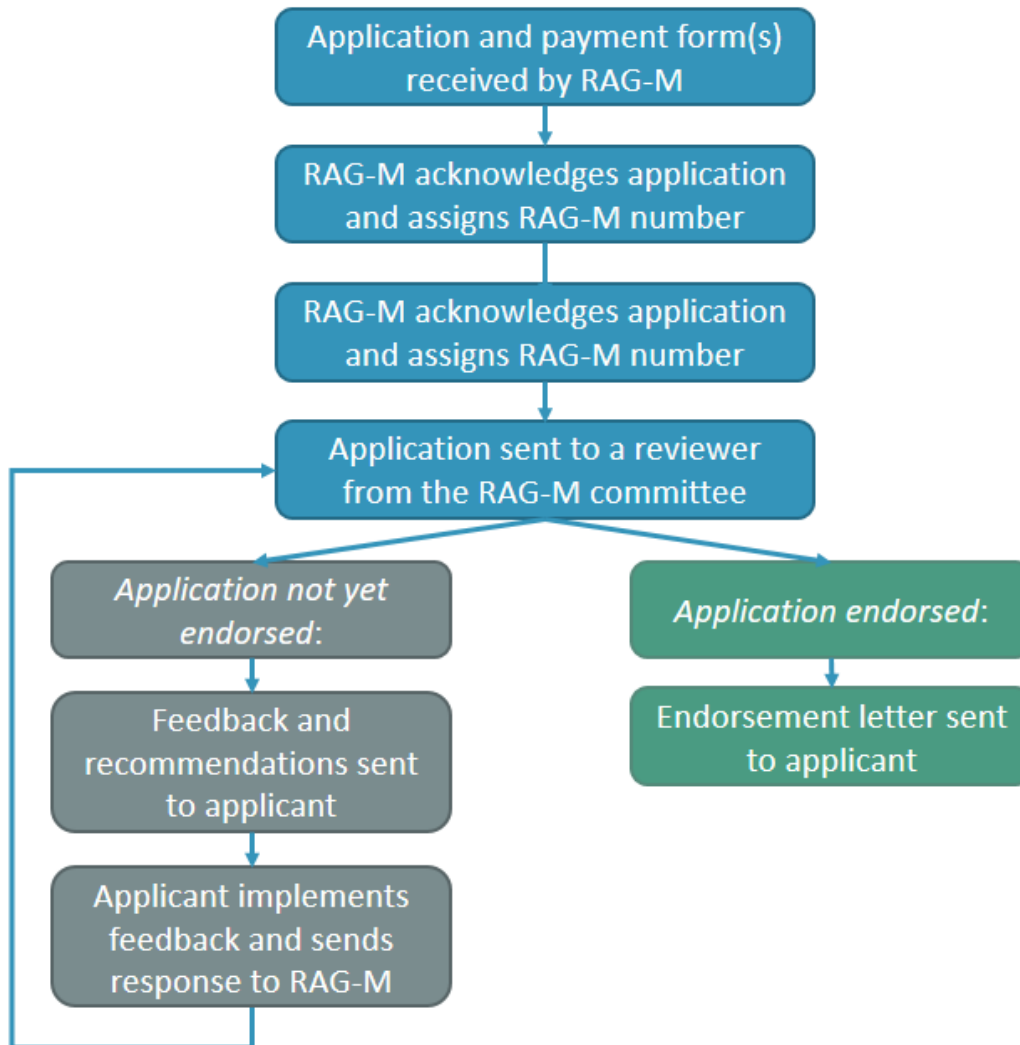 Application and payment form(s)
received by RAG-M
RAG-M acknowledges application
and assigns RAG-M number
RAG-M acknowledges application
and assigns RAG-M number
Application sent to a reviewer
from the RAG-M committee
Application not yet
endorsed:
Application endorsed:
Feedback and
recommendations sent
to applicant
Endorsement letter sent
to applicant
Applicant implements
feedback and sends
response to RAG-M